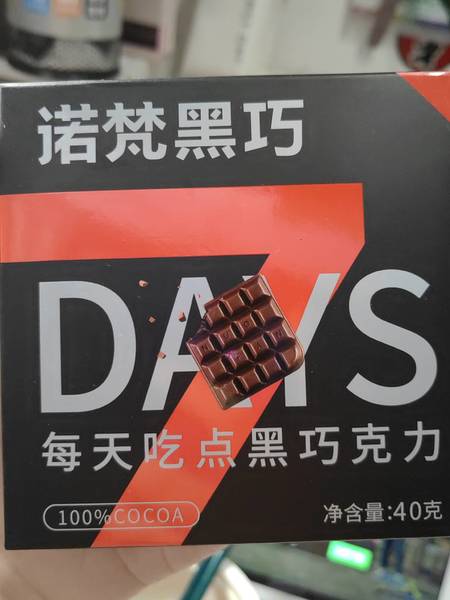 诺梵黑巧
7
DAYS
每天吃点黑巧克力
100%COCOA
净含量:40克